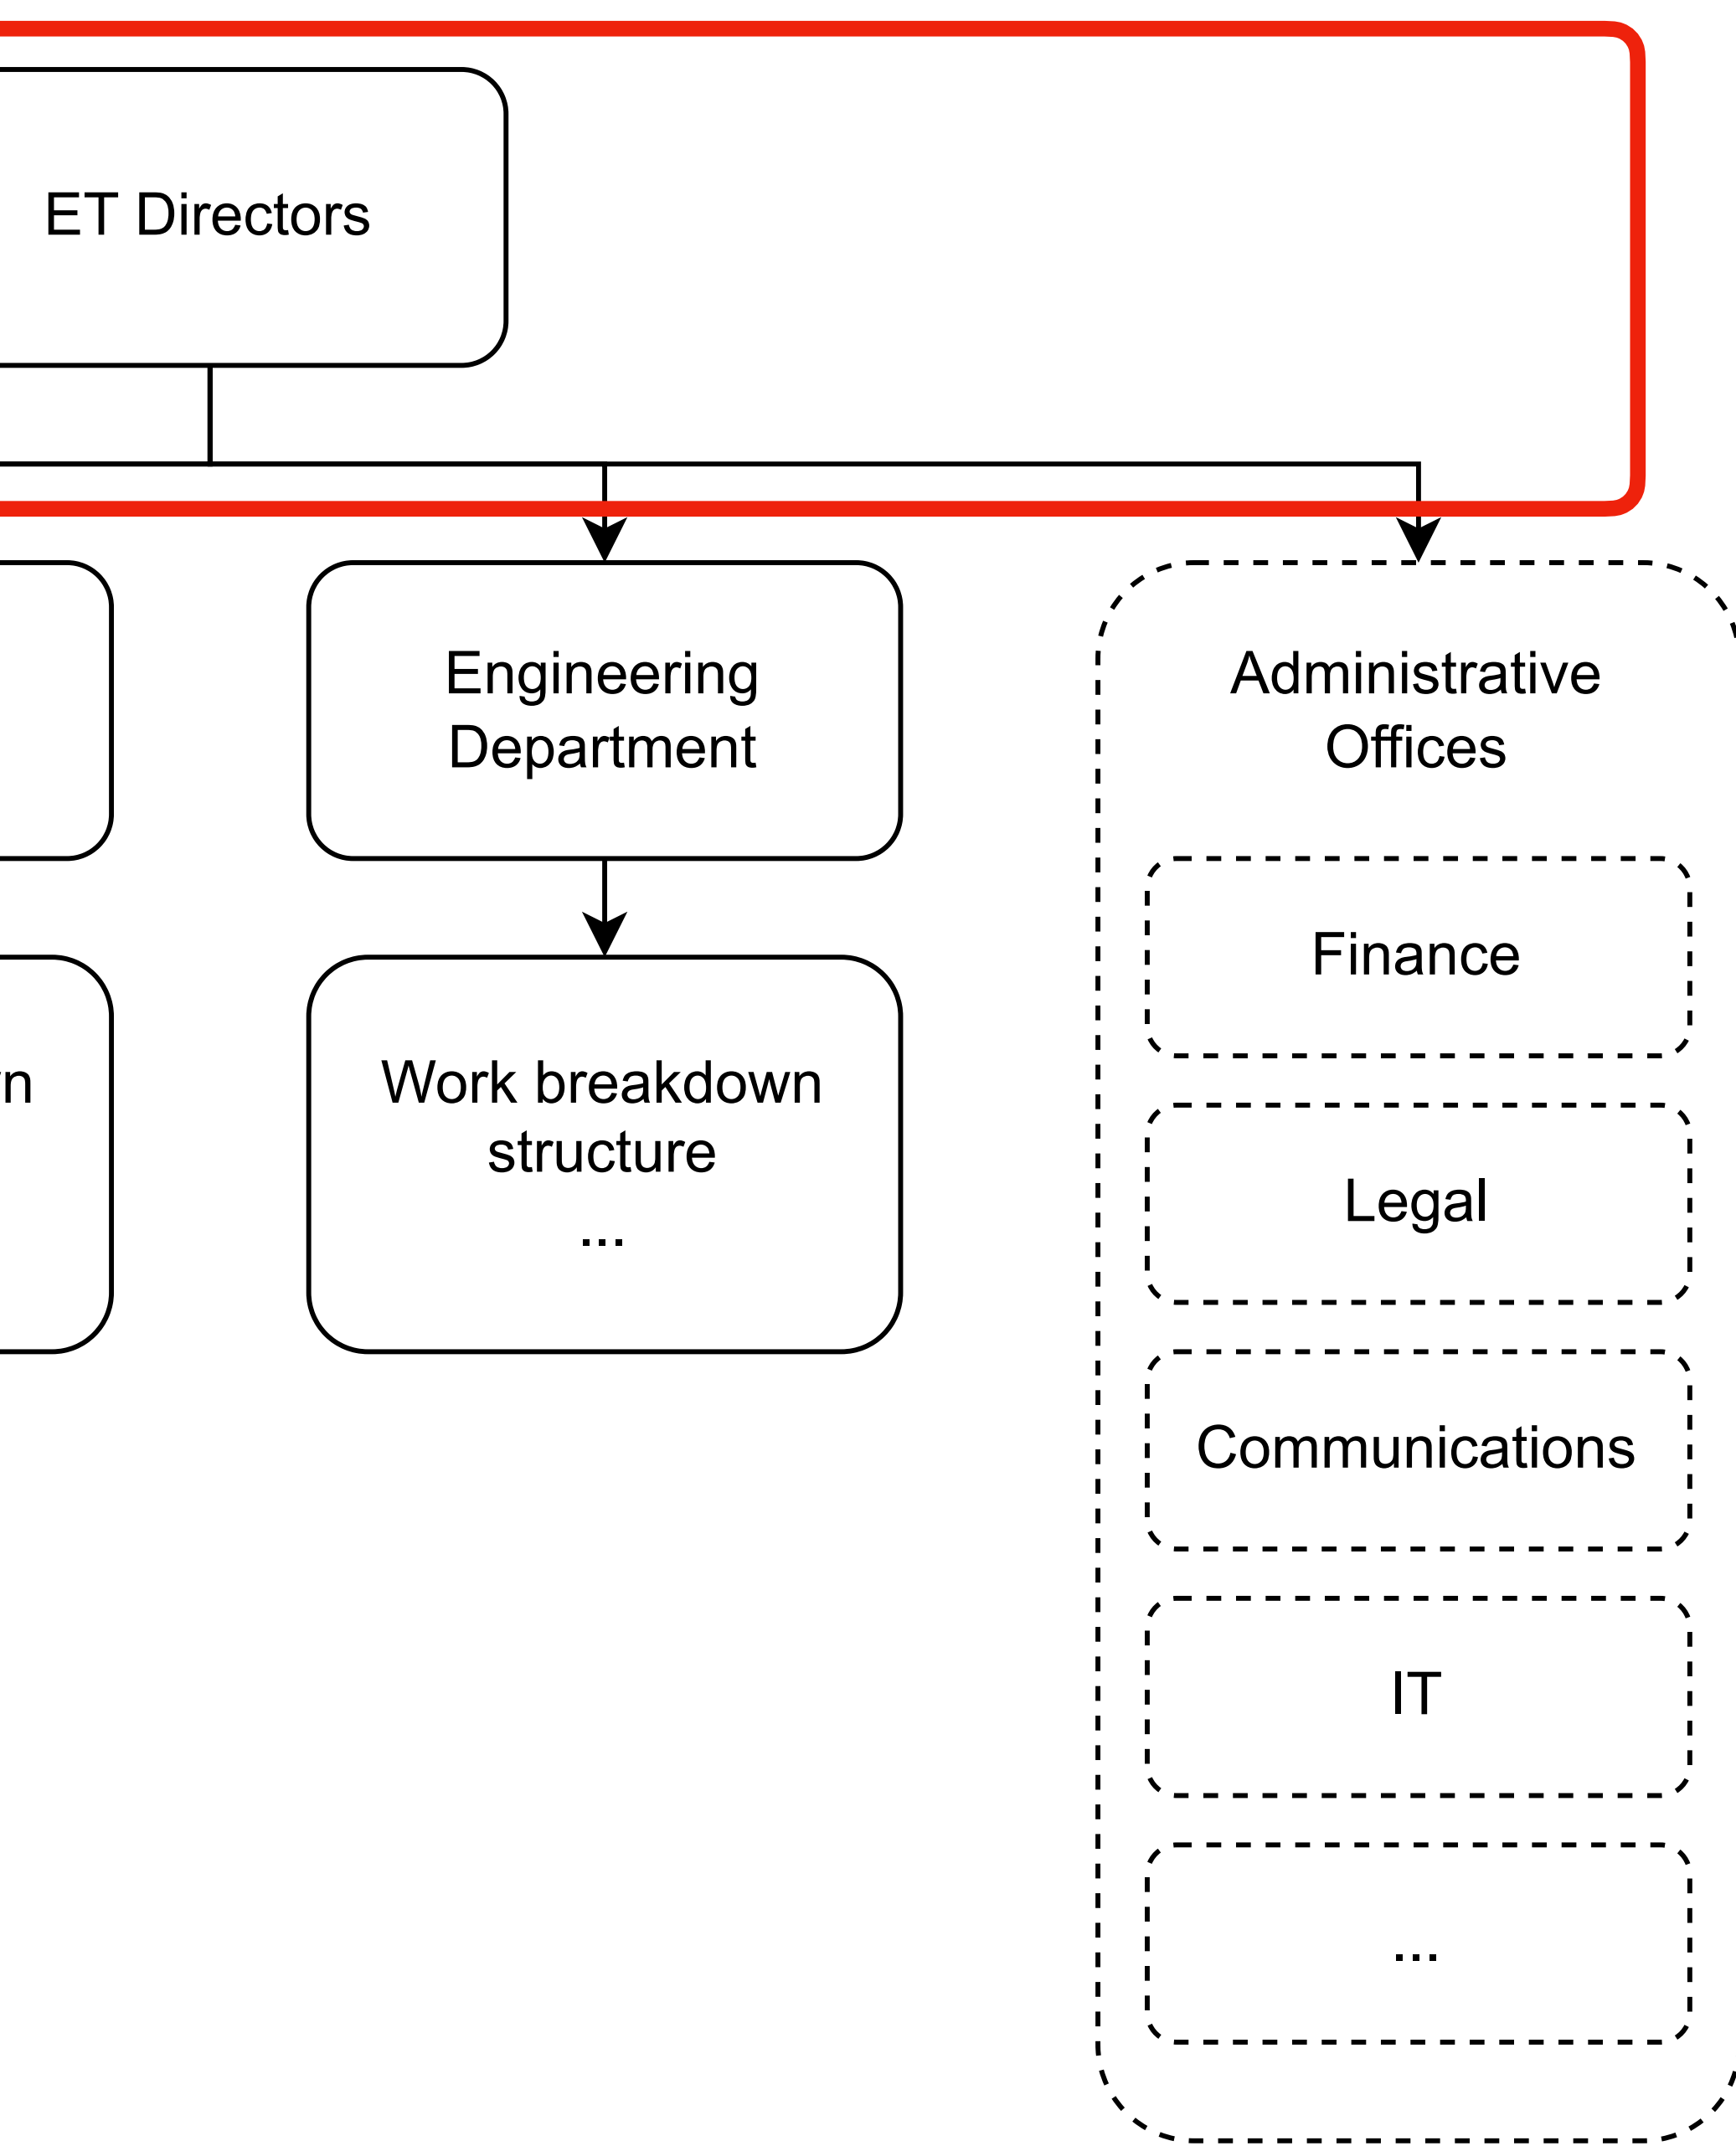 ET Directors
Engineering
Department
Administrative
Offices
Finance
Work breakdown
structure
...
Legal
Communications
IT
...